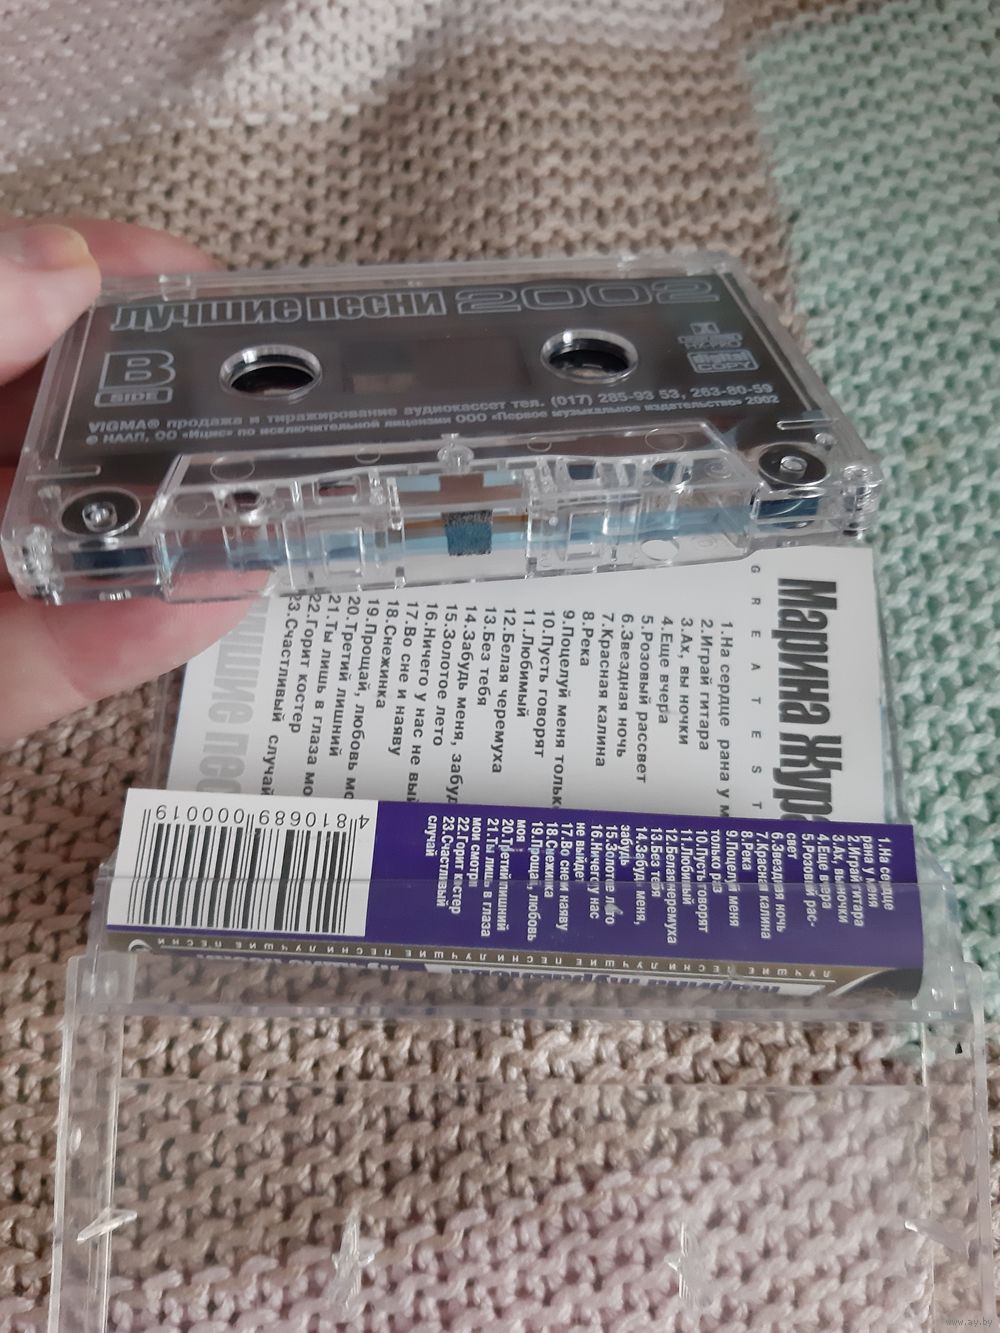 Лучшие песни 2002
B
SIDE
digital
COPY
VIGMA® продажа и тиражирование аудиокассет тел. (017) 285-93 53, 263-80-59
© НААП, ОО «Ицис» по исключительной лицензии ООО «Первое музыкальное издательство» 2002
Марина Жура
GREATEST
1.На сердце рана у м
2.Играй гитара
3.Ах, вы ночки
4.Еще вчера
5.Розовый рассвет
6.Звездная ночь
7.Красная калина
8.Река
9.Поцелуй меня только
10.Пусть говорят
11.Любимый
12.Белая черемуха
13.Без тебя
14.Забудь меня, забуд
15.Золотое лето
16.Ничего у нас не вый
17.Во сне и наяву
18.Снежинка
19.Прощай, любовь мо
20.Третий лишний
21.Ты лишь в глаза мо
22.Горит костер
23.Счастливый случай
1.На сердце
рана у меня
2.Играй гитара
3.Ах, вы ночки
4.Еще вчера
5.Розовый рас-
свет
6.Звездная ночь
7.Красная калина
8.Река
9.Поцелуй меня
только раз
10.Пусть говорят
11.Любимый
12.Белая черемуха
13.Без тебя
14.Забудь меня,
забудь
15.Золотое лето
16.Ничего у нас
не выйдет
17.Во сне и наяву
18.Снежинка
19.Прощай, любовь
моя
20.Третий лишний
21.Ты лишь в глаза
мои смотри
22.Горит костер
23.Счастливый
случай
4 810689 000019
ЛУЧШИЕ ПЕСНИ ЛУЧШИЕ ПЕСНИ ЛУЧШИЕ ПЕСНИ
www.ay.by